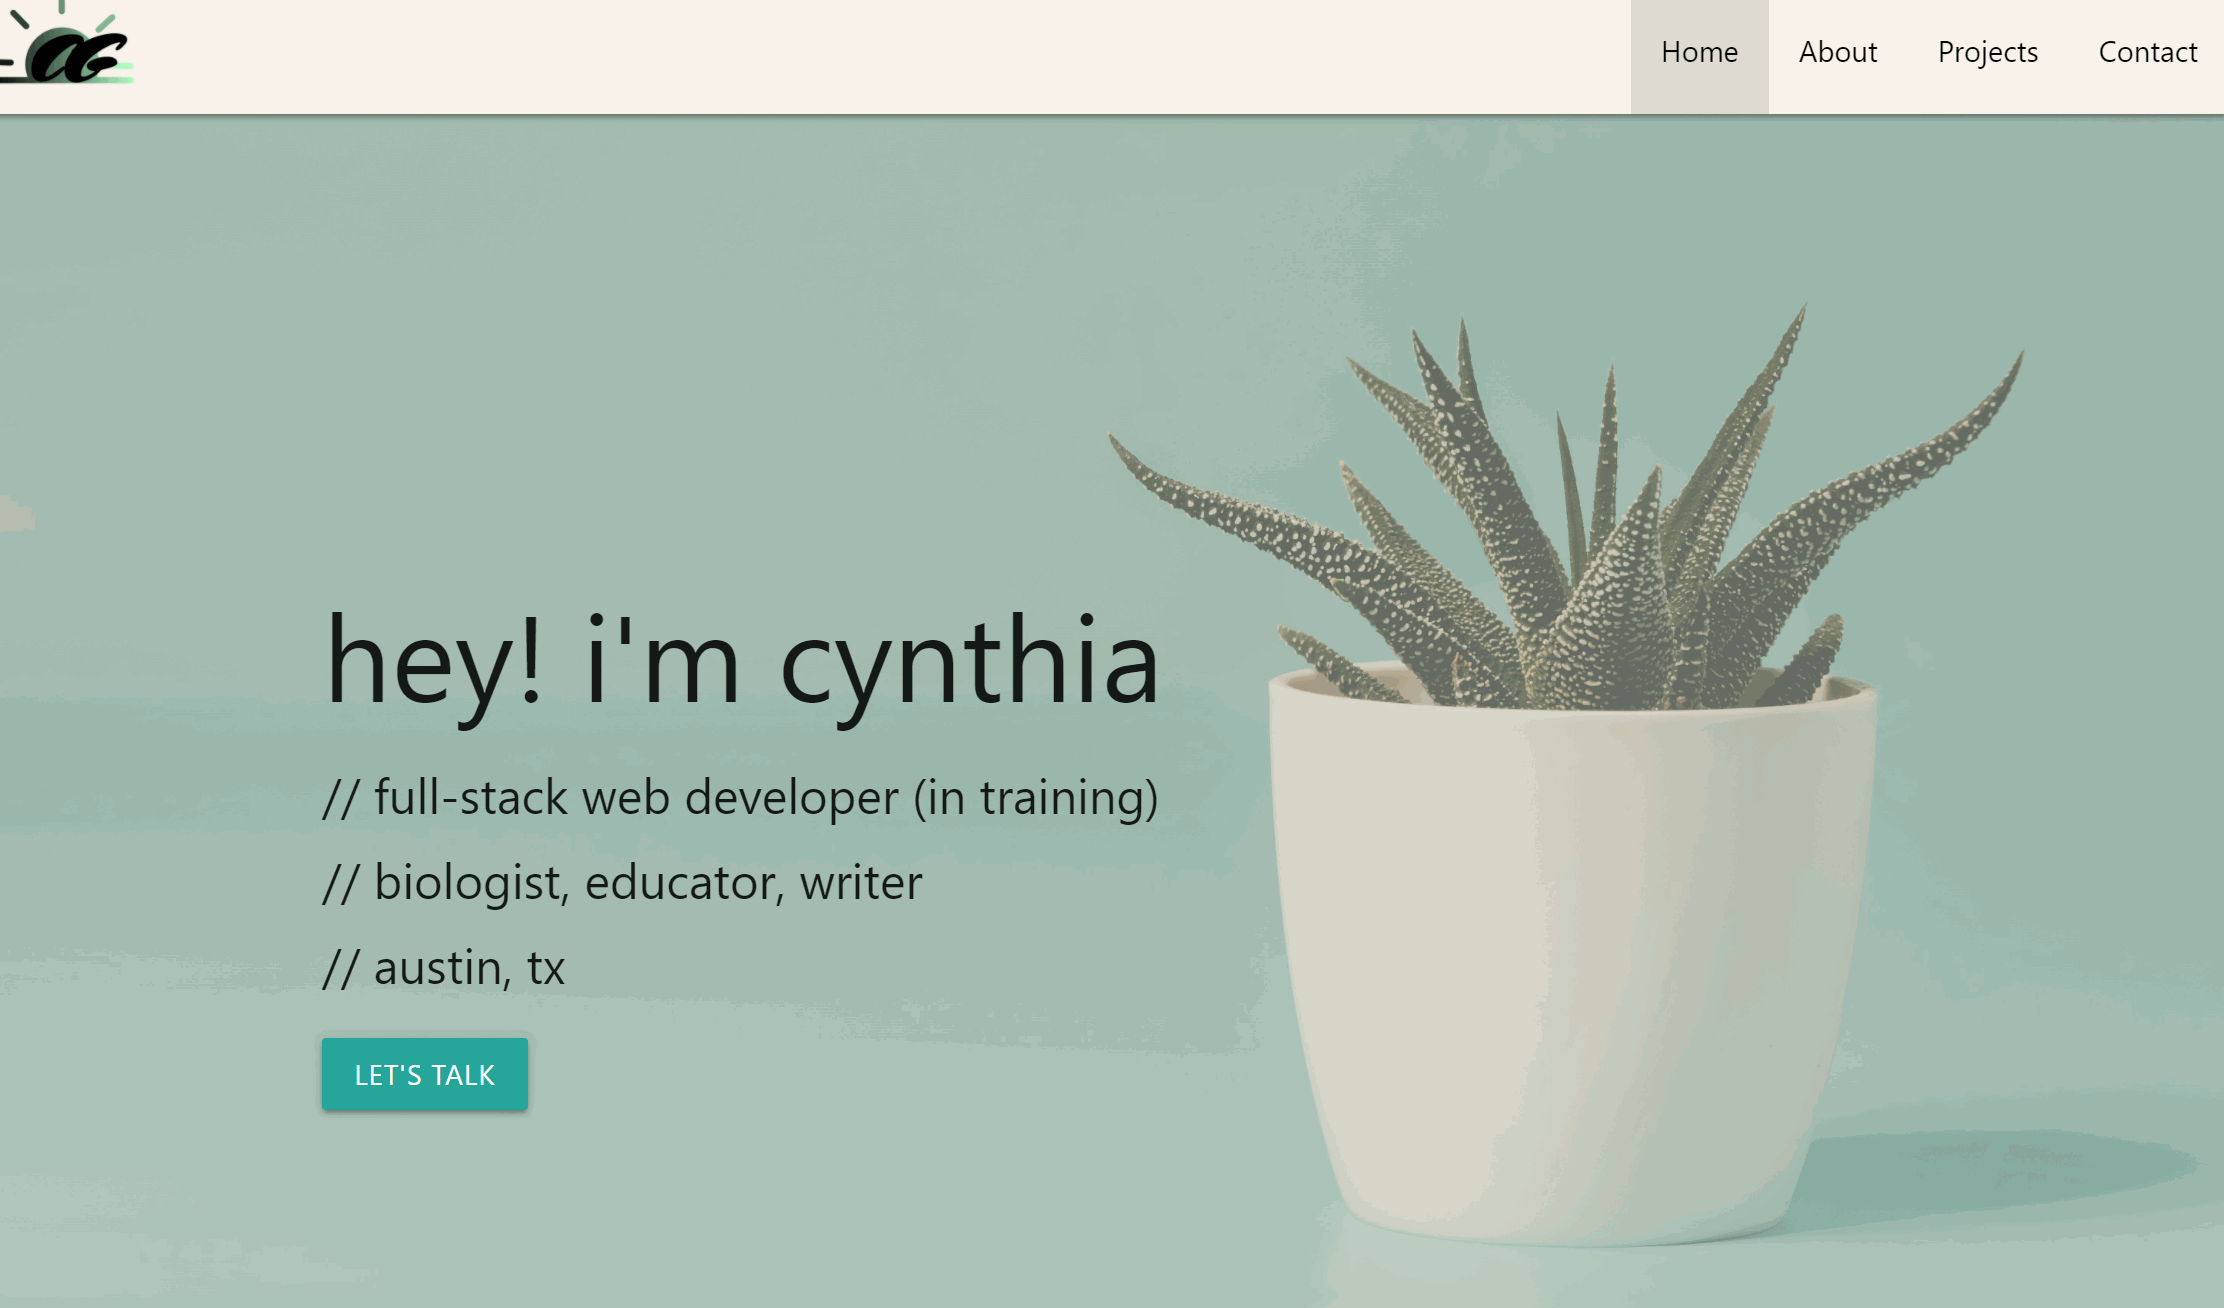 CG
Home About Projects Contact
hey! i'm cynthia
// full-stack web developer (in training)
// biologist, educator, writer
// austin, tx
LET'S TALK